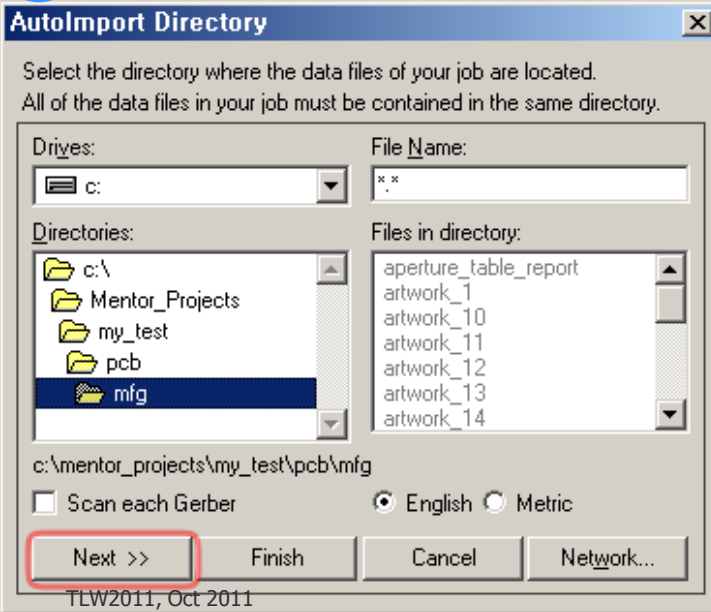 AutoImport Directory
Select the directory where the data files of your job are located.
All of the data files in your job must be contained in the same directory.
Drives:
c:
File Name:
*.*
Directories:
c:\
Mentor_Projects
my_test
pcb
mfg
Files in directory:
aperture_table_report
artwork_1
artwork_10
artwork_11
artwork_12
artwork_13
artwork_14
c:\mentor_projects\my_test\pcb\mfg
Scan each Gerber
English
Metric
Next >>
Finish
Cancel
Network...
TLW2011, Oct 2011